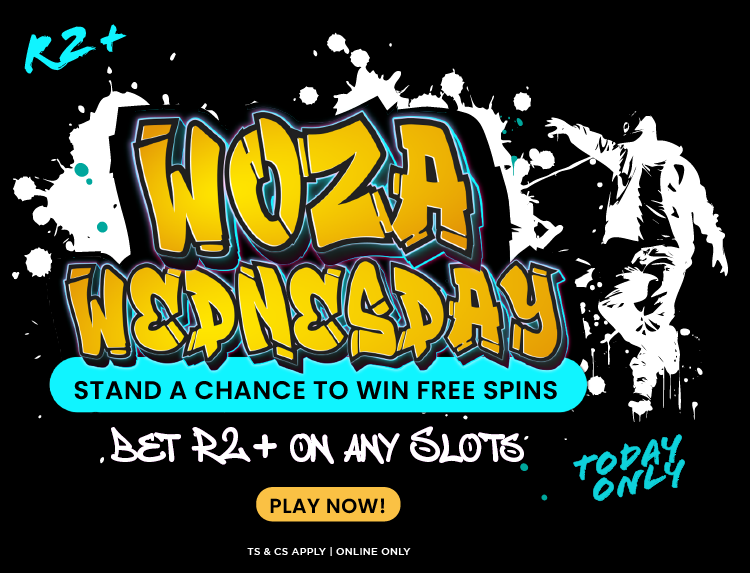 R2+
WOZA
WEDNESDAY
STAND A CHANCE TO WIN FREE SPINS
BET R2+ ON ANY SLOTS
TODAY
ONLY
PLAY NOW!
TS & CS APPLY | ONLINE ONLY